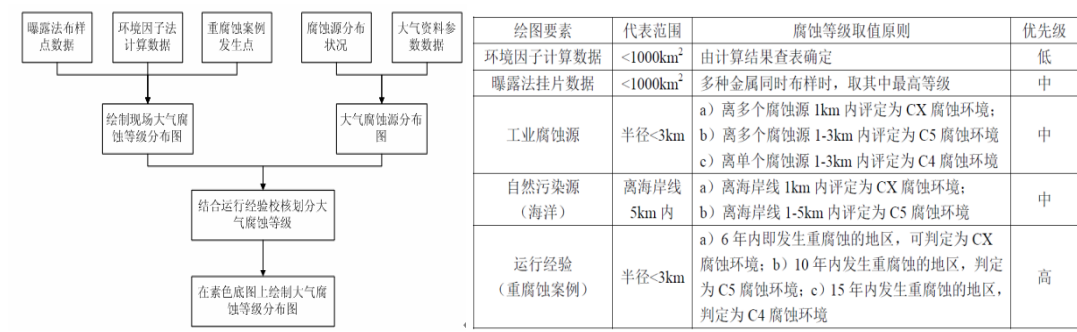 曝露法布样
点数据
环境因子法
计算数据
重腐蚀案例
发生点
腐蚀源分布
状况
大气资料参
数数据
绘制现场大气腐
蚀等级分布图
大气腐蚀源分布
图
结合运行经验校核划分大
气腐蚀等级
在素色底图上绘制大气腐
蚀等级分布图
绘图要素 代表范围 腐蚀等级取值原则 优先级
环境因子计算数据 <1000km² 由计算结果查表确定 低
曝露法挂片数据 <1000km² 多种金属同时布样时，取其中最高等级 中
工业腐蚀源 半径<3km a）离多个腐蚀源 1km 内评定为 CX 腐蚀环境；
b）离多个腐蚀源 1-3km 内评定为 C5 腐蚀环境
c）离单个腐蚀源 1-3km 内评定为 C4 腐蚀环境
中
自然污染源
（海洋）
离海岸线
5km 内
a）离海岸线 1km 内评定为 CX 腐蚀环境；
b）离海岸线 1-5km 内评定为 C5 腐蚀环境
中
运行经验
（重腐蚀案例）
半径<3km
a）6 年内即发生重腐蚀的地区，可判定为 CX
腐蚀环境；b）10 年内发生重腐蚀的地区，判定
为 C5 腐蚀环境；c）15 年内发生重腐蚀的地区，
判定为 C4 腐蚀环境
高